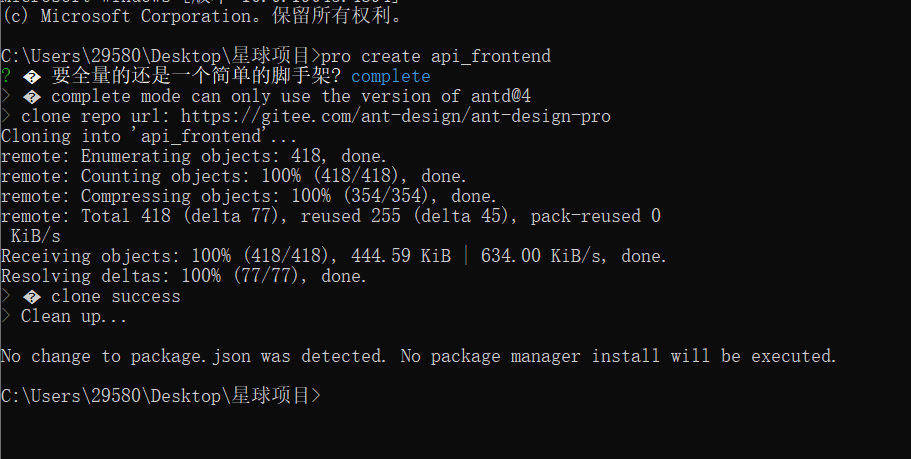 (c) Microsoft Corporation。保留所有权利。
C:\Users\29580\Desktop\星球项目>pro create api_frontend
? � 要全量的还是一个简单的脚手架? complete
> � complete mode can only use the version of antd@4
> clone repo url: https://gitee.com/ant-design/ant-design-pro
Cloning into 'api_frontend'...
remote: Enumerating objects: 418, done.
remote: Counting objects: 100% (418/418), done.
remote: Compressing objects: 100% (354/354), done.
remote: Total 418 (delta 77), reused 255 (delta 45), pack-reused 0
KiB/s
Receiving objects: 100% (418/418), 444.59 KiB | 634.00 KiB/s, done.
Resolving deltas: 100% (77/77), done.
> � clone success
> Clean up...
No change to package.json was detected. No package manager install will be executed.
C:\Users\29580\Desktop\星球项目>